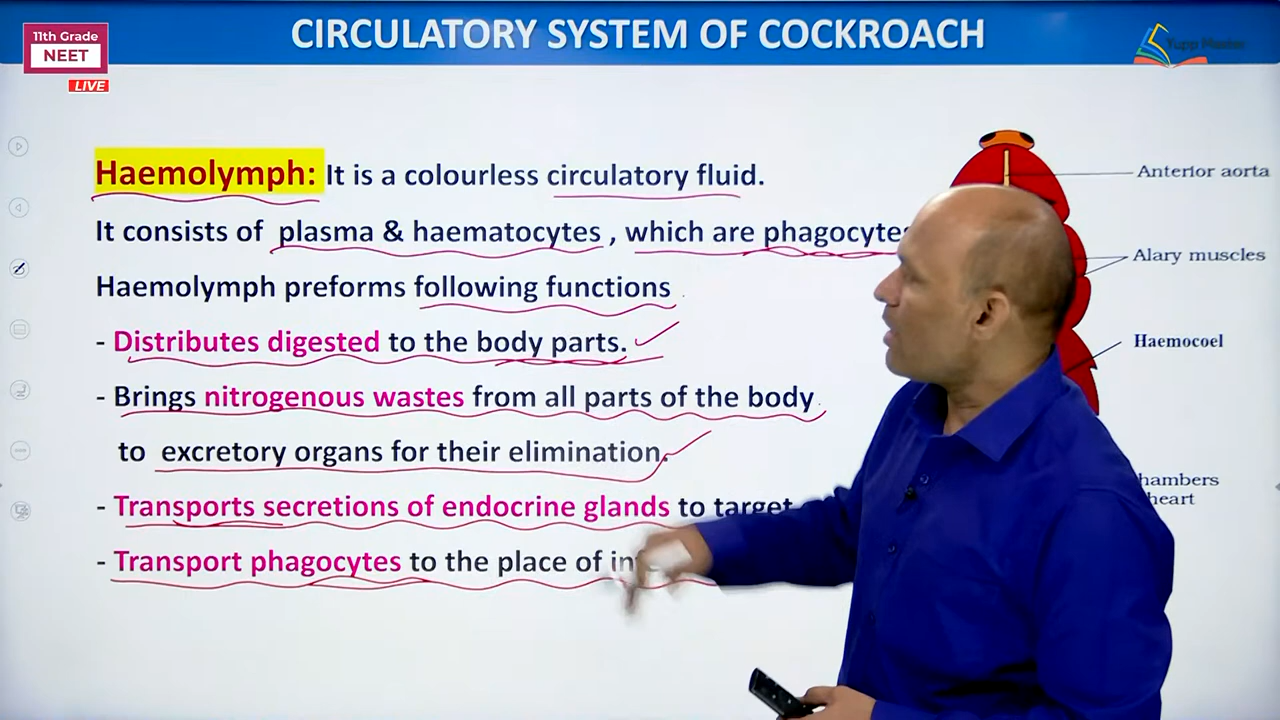 11th Grade
NEET
LIVE
CIRCULATORY SYSTEM OF COCKROACH
Tupp Master
Haemolymph: It is a colourless circulatory fluid.
It consists of plasma & haematocytes , which are
Haemolymph preforms following functions
- Distributes digested to the body parts.
- Brings nitrogenous wastes from all parts of the body
to excretory organs for their elimination.
- Transports secretions of endocrine glands to target
- Transport phagocytes to the place of
Anterior aorta
Alary muscles
Haemocoel
heart